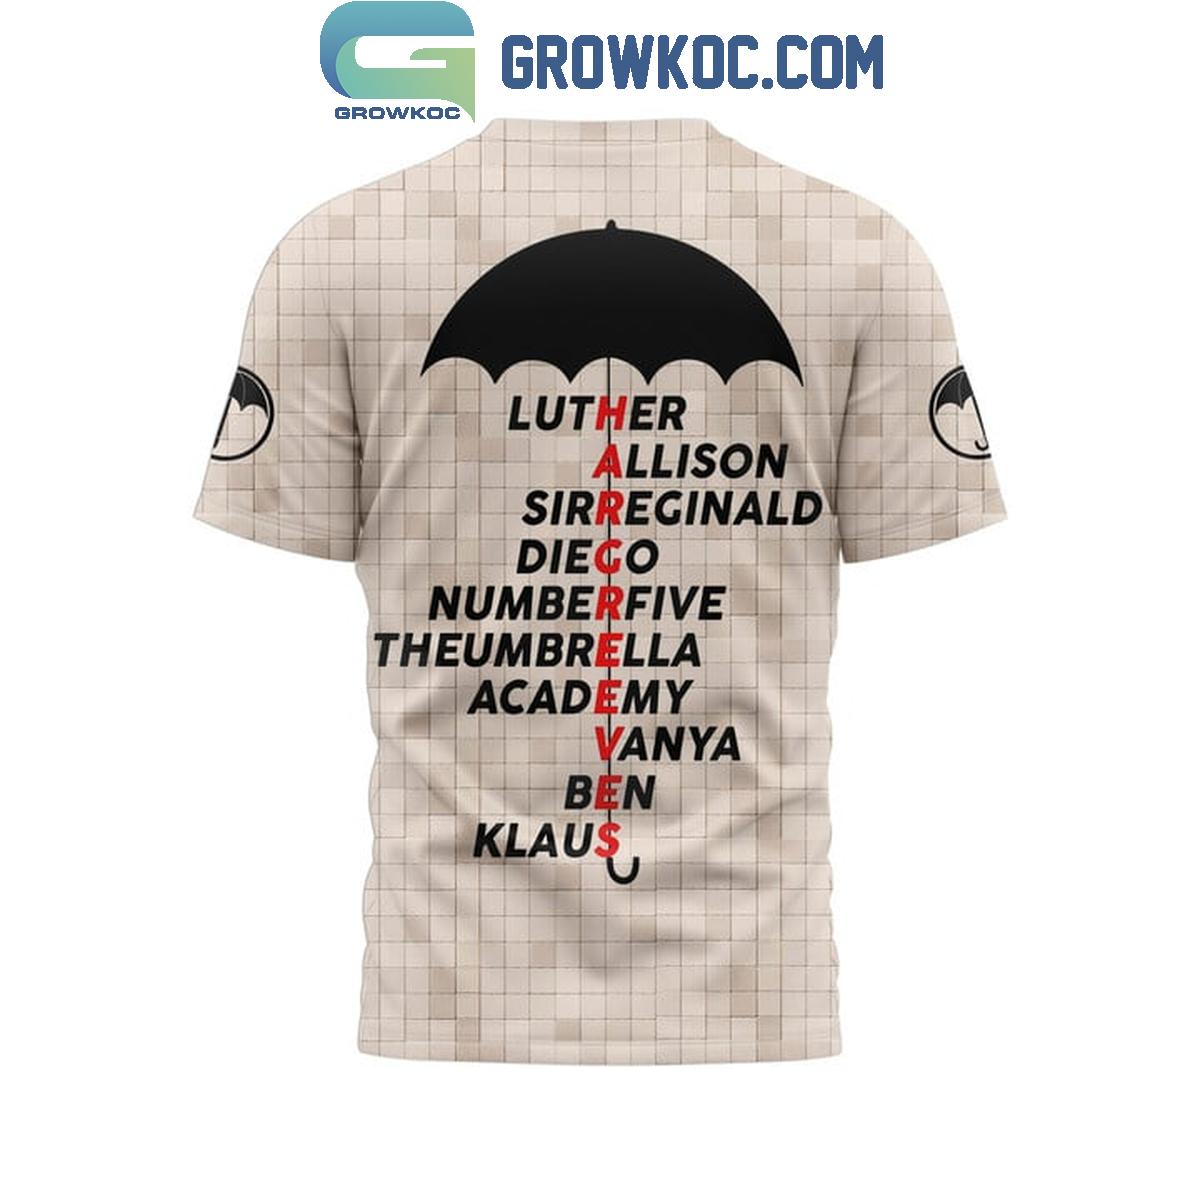 GROWKOC
GROWKOC.COM
LUTHER
ALLISON
SIRREGINALD
DIEGO
NUMBERFIVE
THEUMBRELLA
ACADEMY
VANYA
BEN
KLAUS